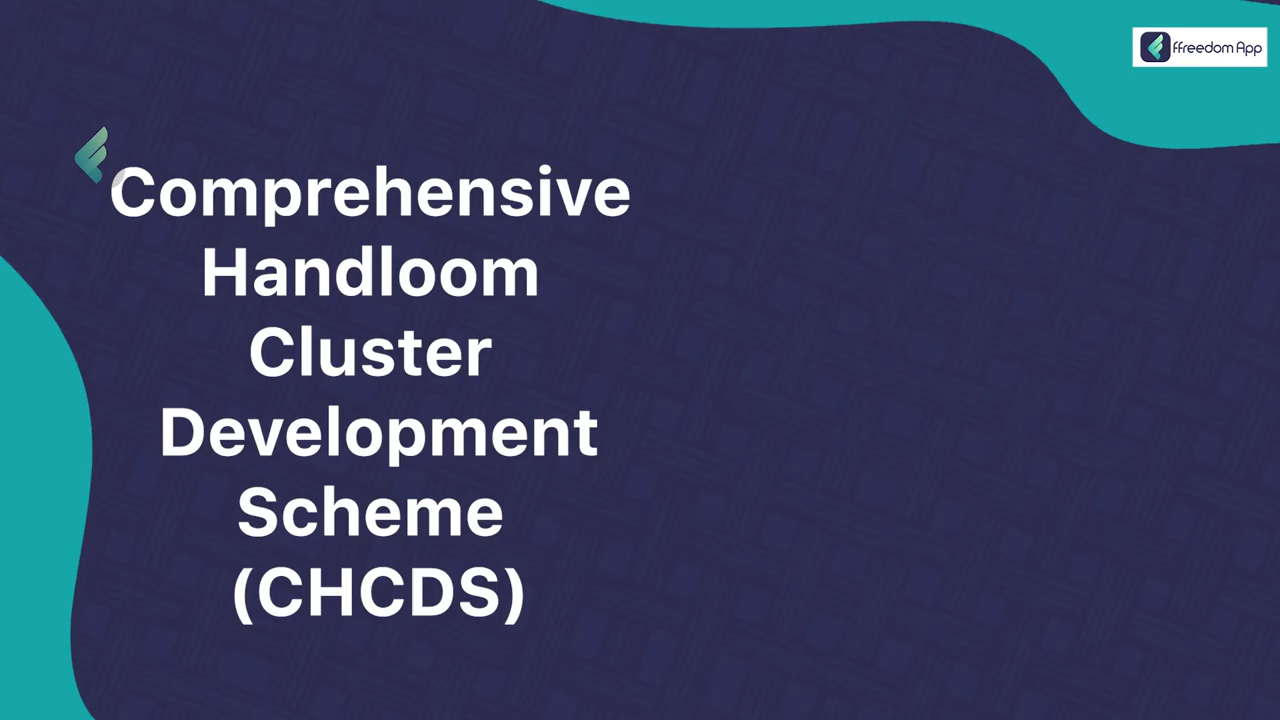 ffreedom App
Comprehensive
Handloom
Cluster
Development
Scheme
(CHCDS)